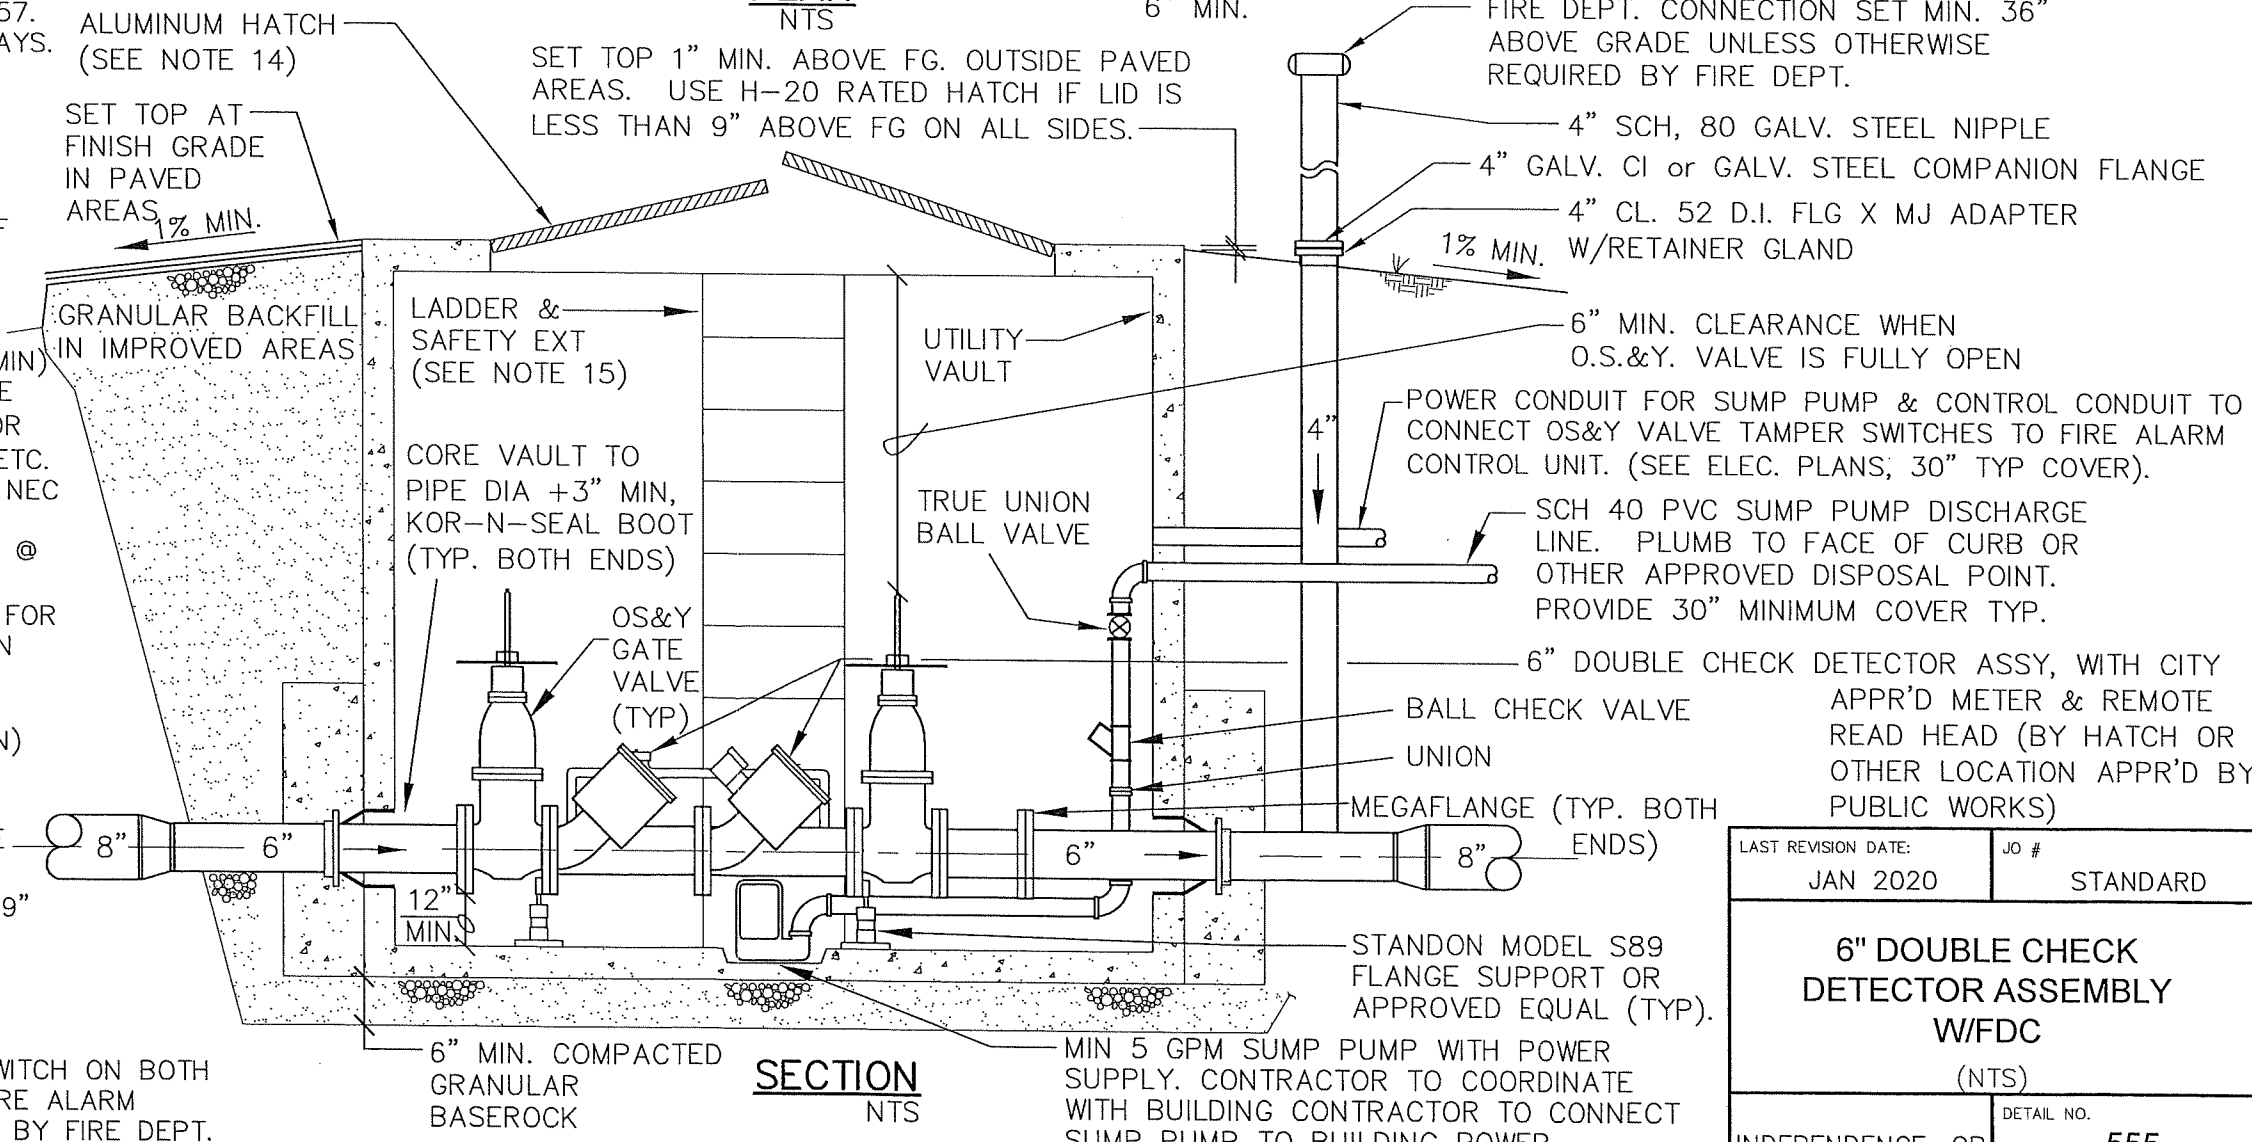 57.
AYS.
ALUMINUM HATCH
(SEE NOTE 14)
SET TOP AT
FINISH GRADE
IN PAVED
AREAS
1% MIN.
NTS
6" MIN.
SET TOP 1" MIN. ABOVE FG. OUTSIDE PAVED
AREAS. USE H-20 RATED HATCH IF LID IS
LESS THAN 9" ABOVE FG ON ALL SIDES.
FIRE DEPT. CONNECTION SET MIN. 36"
ABOVE GRADE UNLESS OTHERWISE
REQUIRED BY FIRE DEPT.
4" SCH, 80 GALV. STEEL NIPPLE
4" GALV. CI or GALV. STEEL COMPANION FLANGE
4" CL. 52 D.I. FLG X MJ ADAPTER
W/RETAINER GLAND
1% MIN.
GRANULAR BACKFILL
IN IMPROVED AREAS
MIN)
E
OR
ETC.
NEC
@
FOR
N
N)
E
9"
LADDER &
SAFETY EXT
(SEE NOTE 15)
UTILITY
VAULT
6" MIN. CLEARANCE WHEN
O.S.&Y. VALVE IS FULLY OPEN
POWER CONDUIT FOR SUMP PUMP & CONTROL CONDUIT TO
CONNECT OS&Y VALVE TAMPER SWITCHES TO FIRE ALARM
CONTROL UNIT. (SEE ELEC. PLANS, 30" TYP COVER).
4"
CORE VAULT TO
PIPE DIA +3" MIN,
KOR-N-SEAL BOOT
(TYP. BOTH ENDS)
TRUE UNION
BALL VALVE
SCH 40 PVC SUMP PUMP DISCHARGE
LINE. PLUMB TO FACE OF CURB OR
OTHER APPROVED DISPOSAL POINT.
PROVIDE 30" MINIMUM COVER TYP.
OS&Y
GATE
VALVE
(TYP)
6" DOUBLE CHECK DETECTOR ASSY, WITH CITY
APPR'D METER & REMOTE
READ HEAD (BY HATCH OR
OTHER LOCATION APPR'D BY
PUBLIC WORKS)
BALL CHECK VALVE
UNION
MEGAFLANGE (TYP. BOTH
ENDS)
8"
6"
6"
8"
12"
MIN.
STANDON MODEL S89
FLANGE SUPPORT OR
APPROVED EQUAL (TYP).
6" MIN. COMPACTED
GRANULAR
BASEROCK
SECTION
NTS
MIN 5 GPM SUMP PUMP WITH POWER
SUPPLY. CONTRACTOR TO COORDINATE
WITH BUILDING CONTRACTOR TO CONNECT
SUMP PUMP TO BUILDING POWER
WITCH ON BOTH
RE ALARM
BY FIRE DEPT.
LAST REVISION DATE:
JAN 2020
JO #
STANDARD
6" DOUBLE CHECK
DETECTOR ASSEMBLY
W/FDC
(NTS)
INDEPENDENCE, OR
DETAIL NO.
555